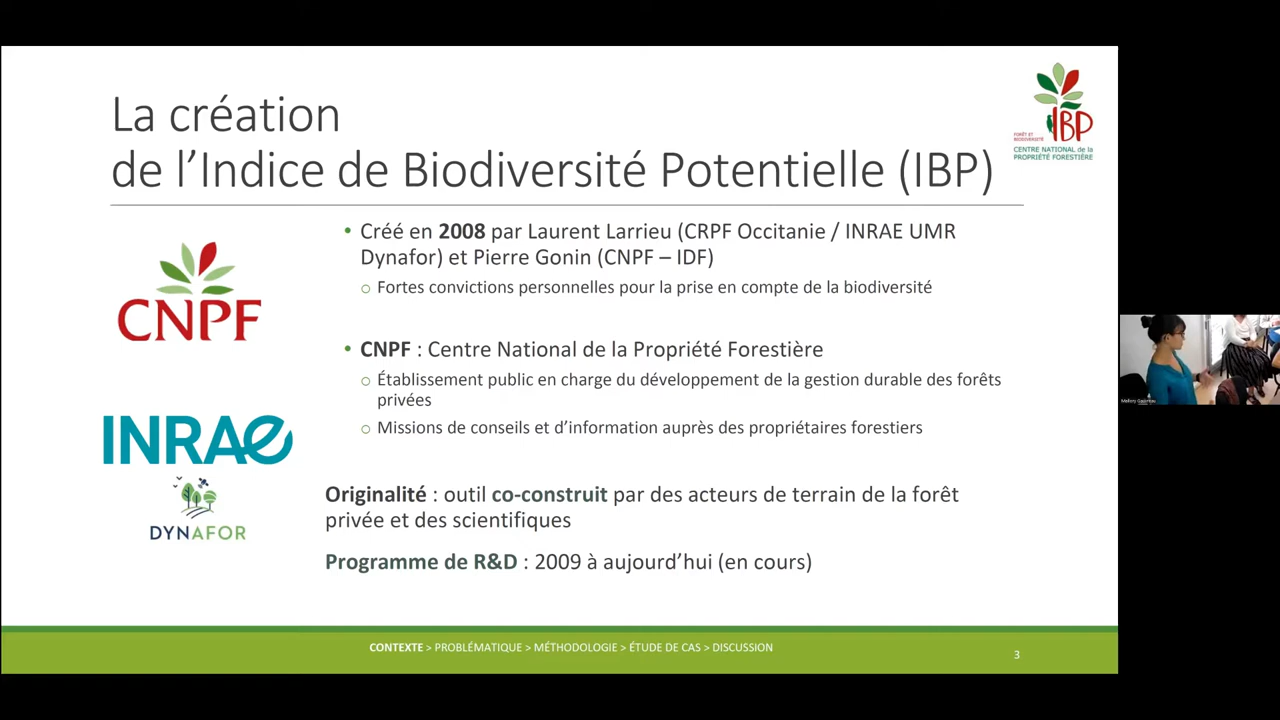 La création
de l'Indice de Biodiversité Potentielle (IBP)
FORÊT ET
BIODIVERSITÉ
IBP
CENTRE NATIONAL de la
PROPRIÉTÉ FORESTIÈRE
• Créé en 2008 par Laurent Larrieu (CRPF Occitanie / INRAE UMR
Dynafor) et Pierre Gonin (CNPF – IDF)
o Fortes convictions personnelles pour la prise en compte de la biodiversité
CNPF
• CNPF : Centre National de la Propriété Forestière
o Établissement public en charge du développement de la gestion durable des forêts
privées
o Missions de conseils et d'information auprès des propriétaires forestiers
INRAE
DYNAFOR
Originalité : outil co-construit par des acteurs de terrain de la forêt
privée et des scientifiques
Programme de R&D : 2009 à aujourd'hui (en cours)
CONTEXTE > PROBLÉMATIQUE > MÉTHODOLOGIE > ÉTUDE DE CAS > DISCUSSION
3